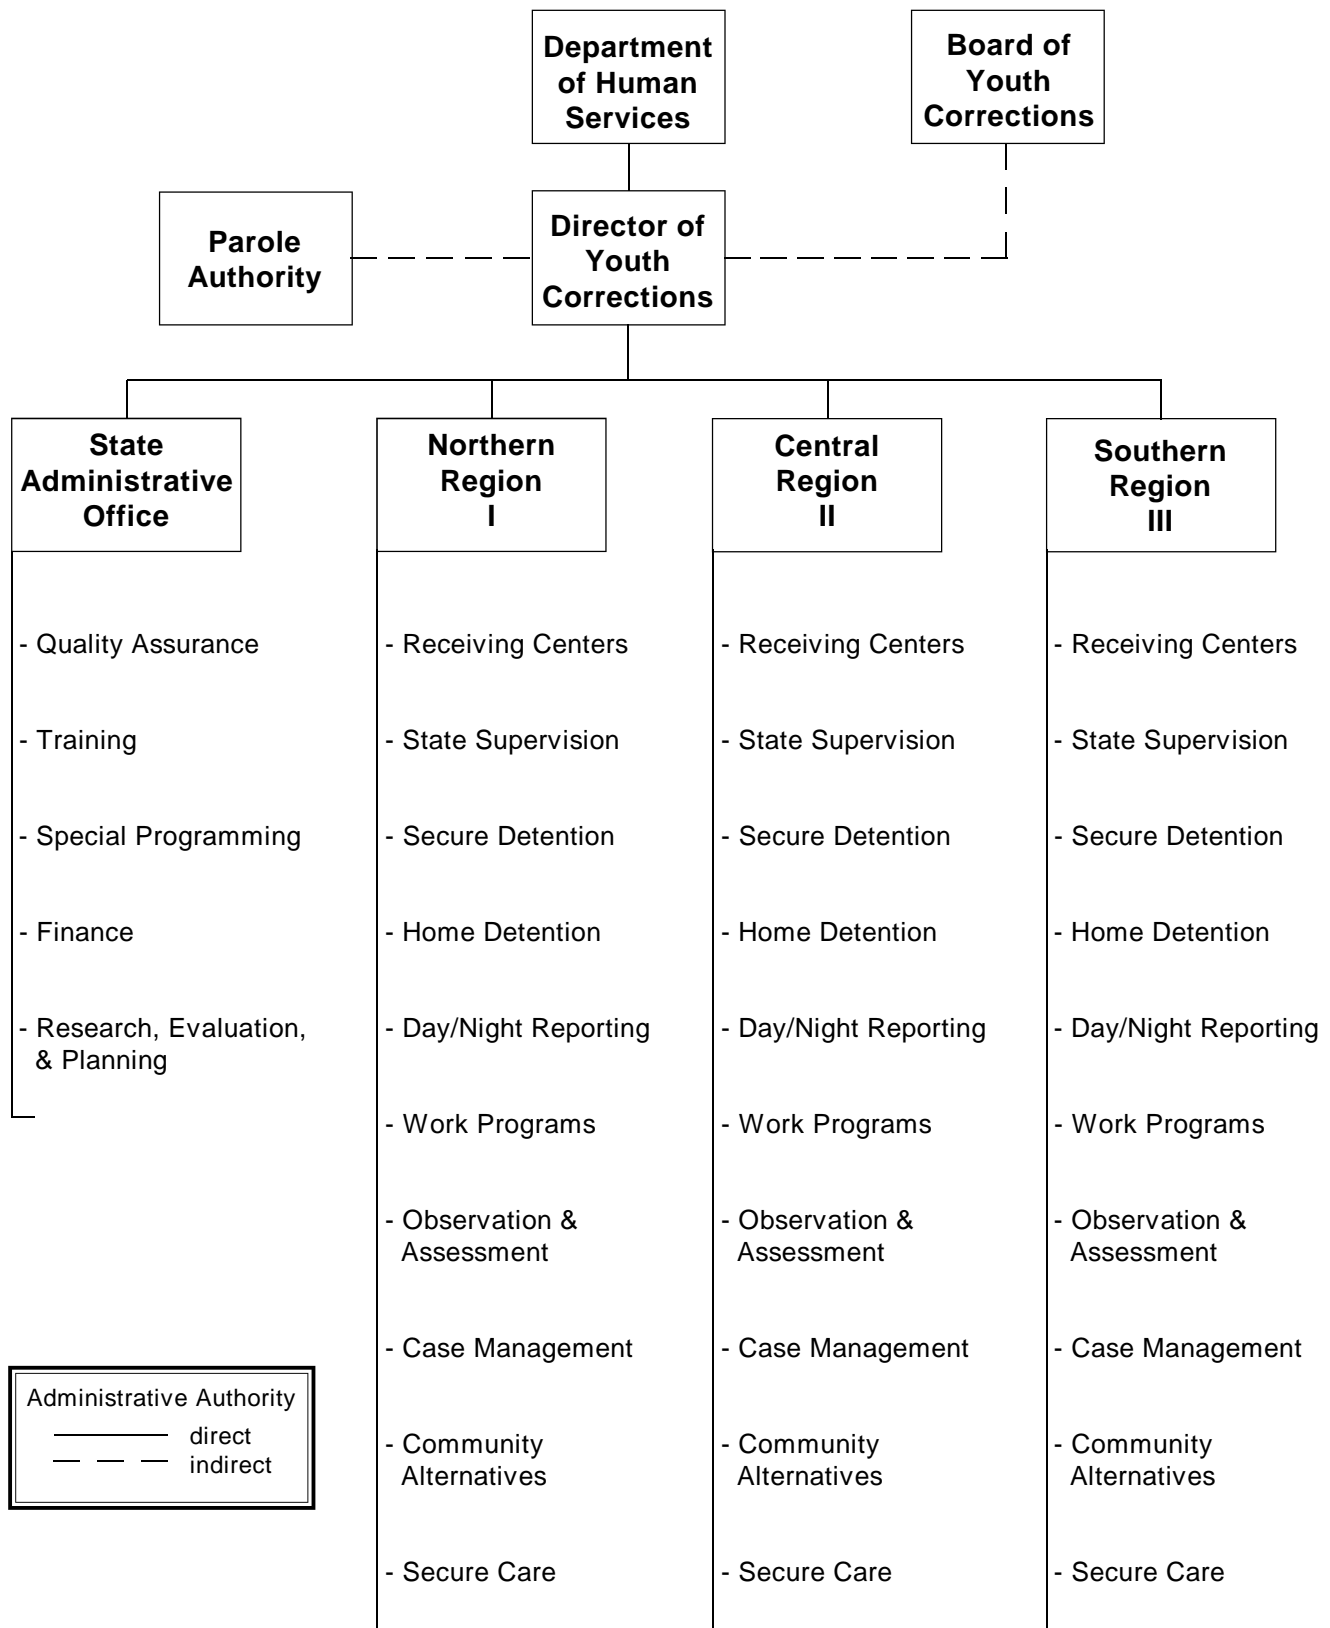 Department
of Human
Services
Board of
Youth
Corrections
Parole
Authority
Director of
Youth
Corrections
State
Administrative
Office
Northern
Region
I
Central
Region
II
Southern
Region
III
- Quality Assurance
- Training
- Special Programming
- Finance
- Research, Evaluation,
& Planning
- Receiving Centers
- State Supervision
- Secure Detention
- Home Detention
- Day/Night Reporting
- Work Programs
- Observation &
Assessment
- Case Management
- Community
Alternatives
- Secure Care
- Receiving Centers
- State Supervision
- Secure Detention
- Home Detention
- Day/Night Reporting
- Work Programs
- Observation &
Assessment
- Case Management
- Community
Alternatives
- Secure Care
- Receiving Centers
- State Supervision
- Secure Detention
- Home Detention
- Day/Night Reporting
- Work Programs
- Observation &
Assessment
- Case Management
- Community
Alternatives
- Secure Care
Administrative Authority
direct
indirect